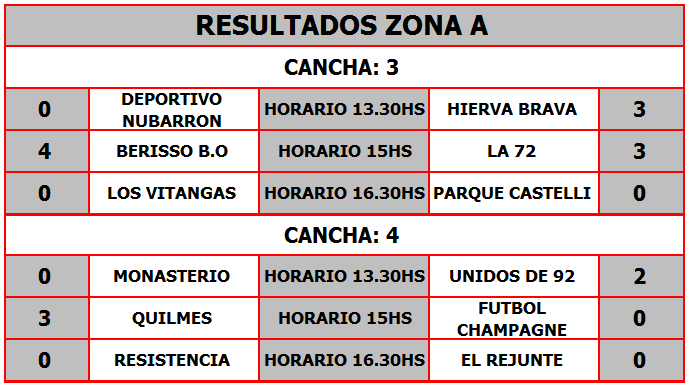 RESULTADOS ZONA A
CANCHA: 3
0 DEPORTIVO NUBARRON HORARIO 13.30HS HIERVA BRAVA 3
4 BERISSO B.O HORARIO 15HS LA 72 3
0 LOS VITANGAS HORARIO 16.30HS PARQUE CASTELLI 0
CANCHA: 4
0 MONASTERIO HORARIO 13.30HS UNIDOS DE 92 2
3 QUILMES HORARIO 15HS FUTBOL CHAMPAGNE 0
0 RESISTENCIA HORARIO 16.30HS EL REJUNTE 0